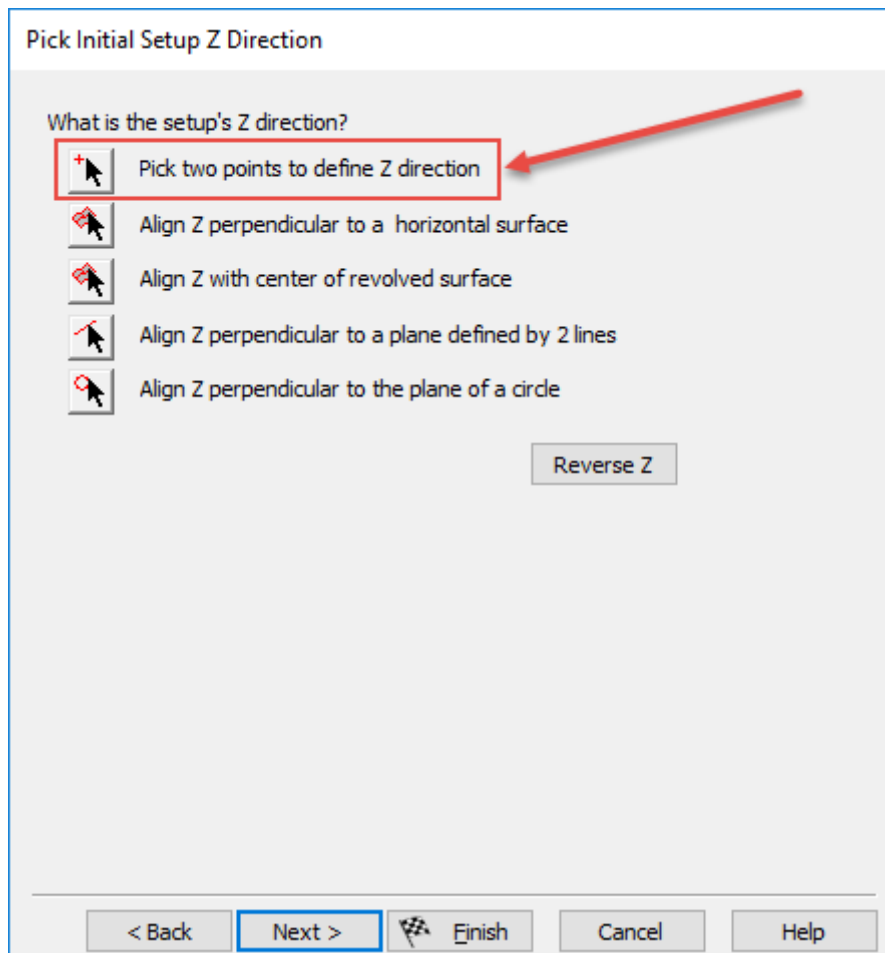 Pick Initial Setup Z Direction
What is the setup's Z direction?
Pick two points to define Z direction
Align Z perpendicular to a  horizontal surface
Align Z with center of revolved surface
Align Z perpendicular to a plane defined by 2 lines
Align Z perpendicular to the plane of a circle
Reverse Z
< Back Next > Finish Cancel Help